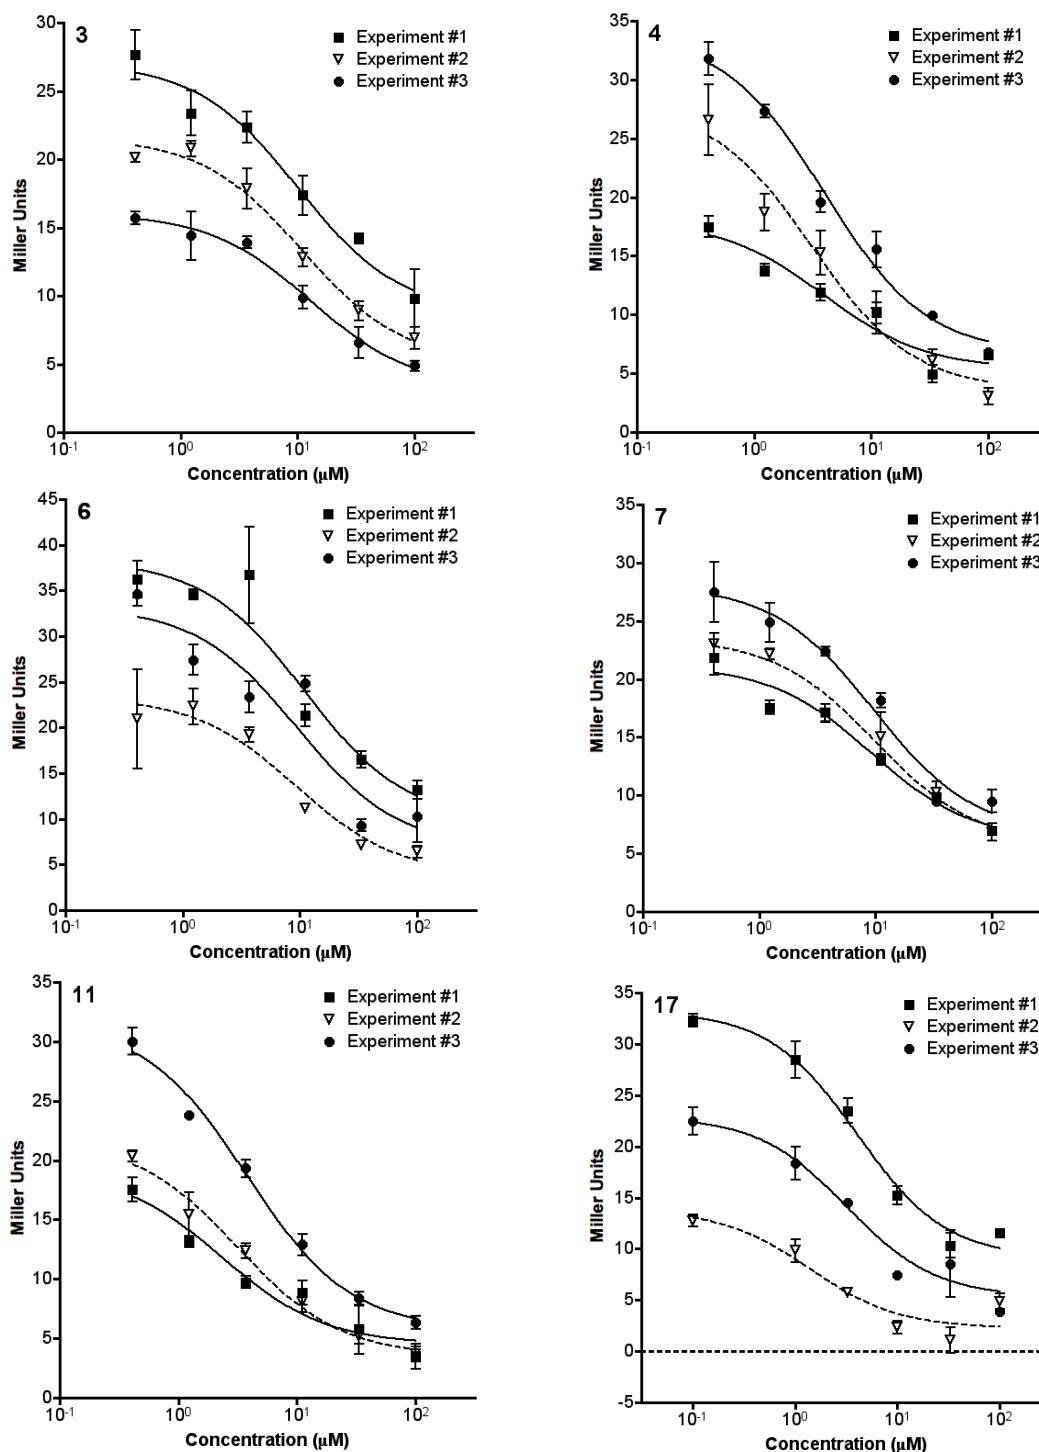 3
Experiment #1
Experiment #2
Experiment #3
30
25
20
15
10
5
0
Miller Units
10⁻¹ 10⁰ 10¹ 10²
Concentration (µM)
4
Experiment #1
Experiment #2
Experiment #3
35
30
25
20
15
10
5
0
Miller Units
10⁻¹ 10⁰ 10¹ 10²
Concentration (µM)
6
Experiment #1
Experiment #2
Experiment #3
45
40
35
30
25
20
15
10
5
0
Miller Units
10⁻¹ 10⁰ 10¹ 10²
Concentration (µM)
7
Experiment #1
Experiment #2
Experiment #3
35
30
25
20
15
10
5
0
Miller Units
10⁻¹ 10⁰ 10¹ 10²
Concentration (µM)
11
Experiment #1
Experiment #2
Experiment #3
35
30
25
20
15
10
5
0
Miller Units
10⁻¹ 10⁰ 10¹ 10²
Concentration (µM)
17
Experiment #1
Experiment #2
Experiment #3
35
30
25
20
15
10
5
0
-5
Miller Units
10⁻¹ 10⁰ 10¹ 10²
Concentration (µM)